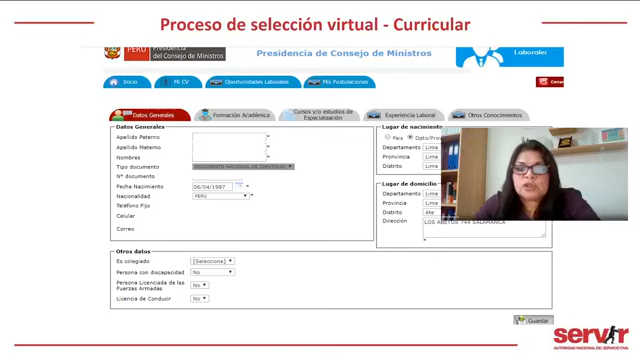 Proceso de selección virtual - Curricular
PERÚ
Presidencia
del Consejo de Ministros
Presidencia de Consejo de Ministros
Laborales
Inicio
Mi CV
Oportunidades Laborales
Mis Postulaciones
Cerrar
Datos Generales
Formación Académica
Cursos y/o estudios de
Especialización
Experiencia Laboral
Otros Conocimientos
Datos Generales
Apellido Paterno
Apellido Materno
Nombres
Tipo documento DOCUMENTO NACIONAL DE IDENTIDAD
N° documento
Fecha Nacimiento 06/04/1987
Nacionalidad PERÚ
Teléfono Fijo
Celular
Correo
Lugar de nacimiento
Pais Dpto/Prov
Departamento Lima
Provincia Lima
Distrito Lima
Lugar de domicilio
Departamento Lima
Provincia Lima
Distrito Ate
Dirección LOS ABETOS 744 SALAMANCA
Otros datos
Es colegiado [Seleccione]
Persona con discapacidad No
Persona Licenciada de las
Fuerzas Armadas No
Licencia de Conducir No
Guardar
servir
AUTORIDAD NACIONAL DEL SERVICIO CIVIL